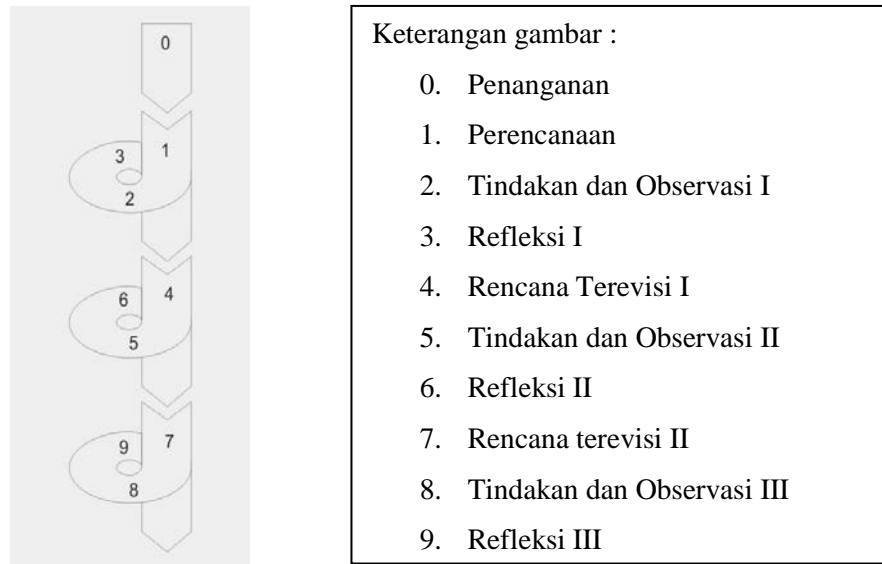 0
3 1
2
6 4
5
9 7
8
Keterangan gambar :
0. Penanganan
1. Perencanaan
2. Tindakan dan Observasi I
3. Refleksi I
4. Rencana Terevisi I
5. Tindakan dan Observasi II
6. Refleksi II
7. Rencana terevisi II
8. Tindakan dan Observasi III
9. Refleksi III